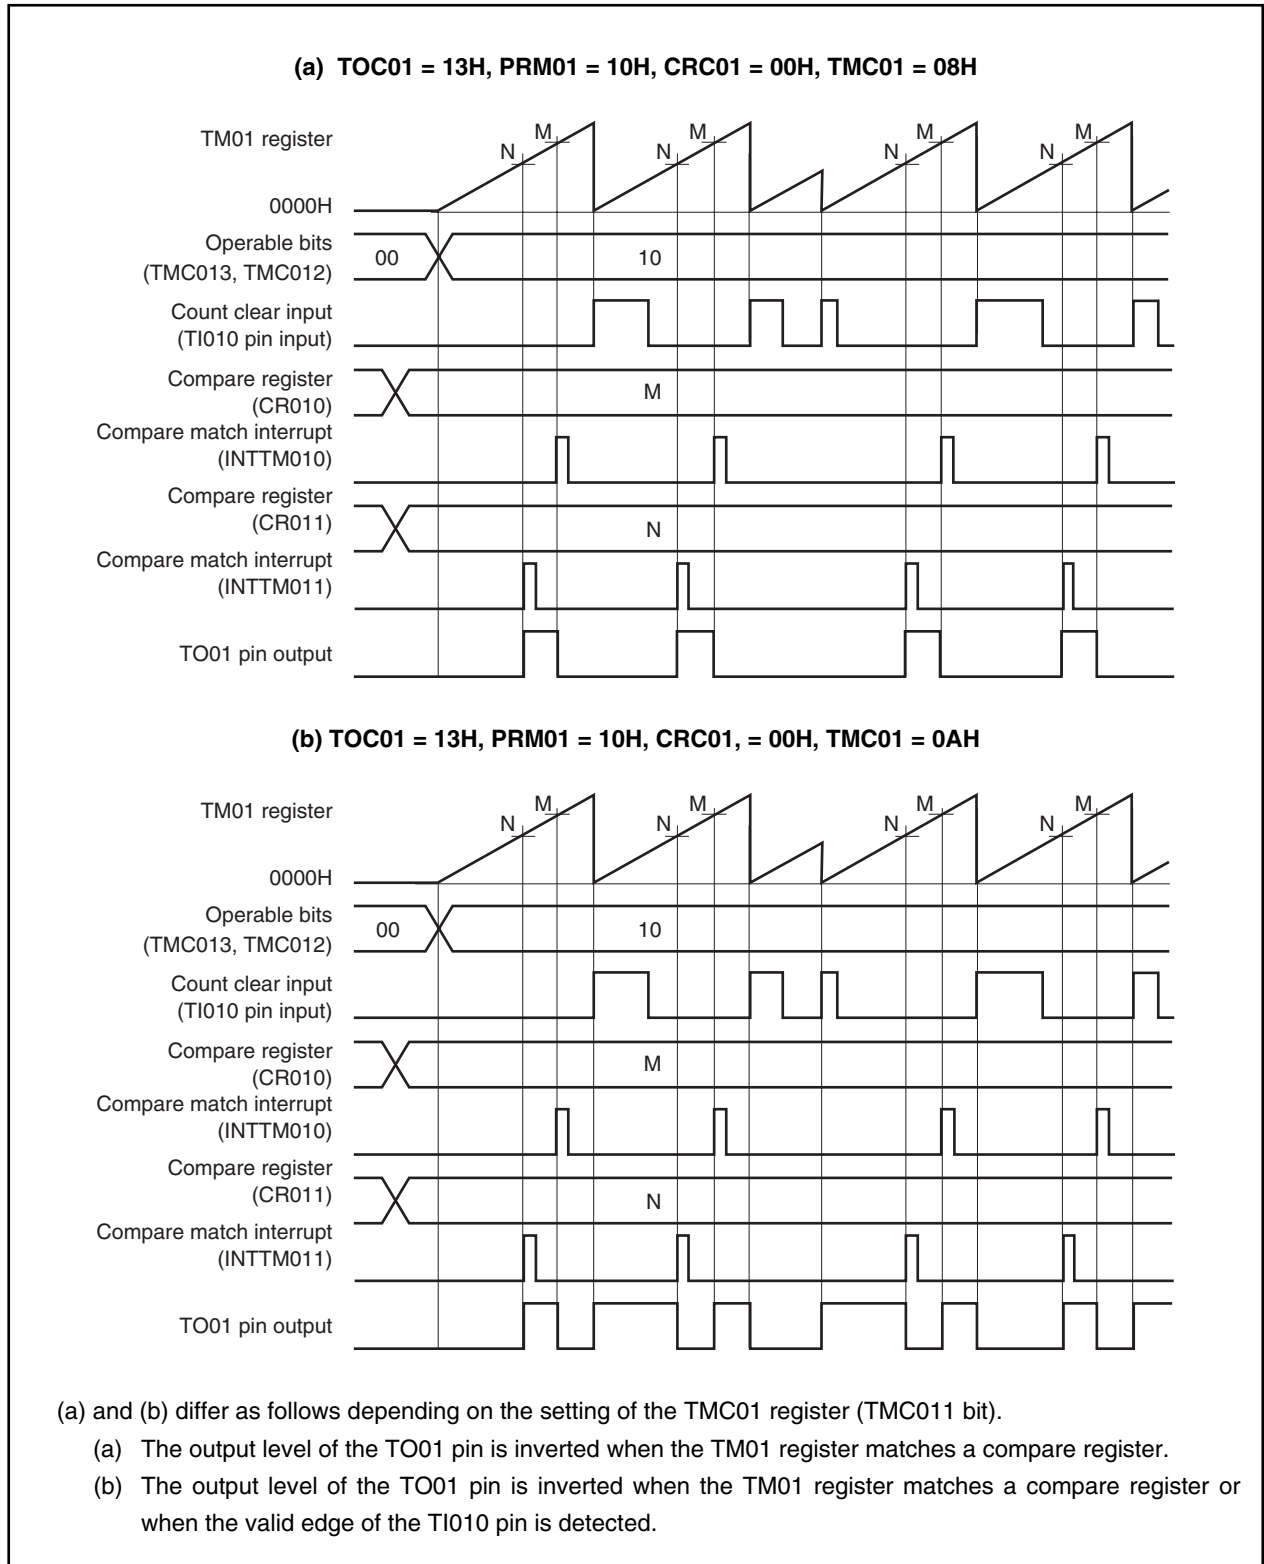 (a) TOC01 = 13H, PRM01 = 10H, CRC01 = 00H, TMC01 = 08H
TM01 register
N M N M N M N M
0000H
Operable bits
(TMC013, TMC012)
00 10
Count clear input
(TI010 pin input)
Compare register
(CR010)
M
Compare match interrupt
(INTTM010)
Compare register
(CR011)
N
Compare match interrupt
(INTTM011)
TO01 pin output
(b) TOC01 = 13H, PRM01 = 10H, CRC01, = 00H, TMC01 = 0AH
TM01 register
N M N M N M N M
0000H
Operable bits
(TMC013, TMC012)
00 10
Count clear input
(TI010 pin input)
Compare register
(CR010)
M
Compare match interrupt
(INTTM010)
Compare register
(CR011)
N
Compare match interrupt
(INTTM011)
TO01 pin output
(a) and (b) differ as follows depending on the setting of the TMC01 register (TMC011 bit).
(a) The output level of the TO01 pin is inverted when the TM01 register matches a compare register.
(b) The output level of the TO01 pin is inverted when the TM01 register matches a compare register or
when the valid edge of the TI010 pin is detected.